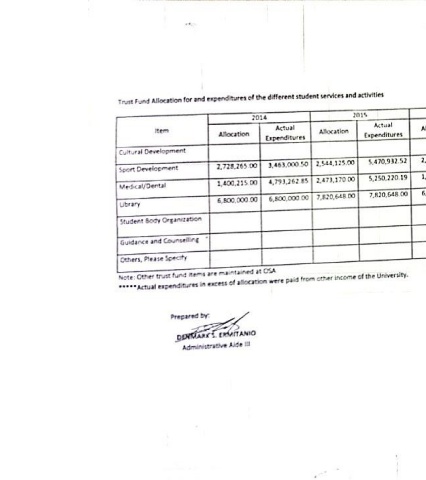 Trust Fund Allocation for and expenditures of the different student services and activities
Item 2014 2015
Allocation Actual Expenditures Allocation Actual Expenditures
Cultural Development
Sport Development 2,728,265.00 3,463,000.50 2,544,125.00 5,470,932.52 2,
Medical/Dental 1,400,215.00 4,793,262.85 2,473,170.00 5,250,220.19 1,
Library 6,800,000.00 6,800,000.00 7,820,648.00 7,820,648.00 6,
Student Body Organization
Guidance and Counselling
Others, Please Specify
Note: Other trust fund items are maintained at OSA
*****Actual expenditures in excess of allocation were paid from other income of the University.
Prepared by:
DENMARK L. ERMITANIO
Administrative Aide III